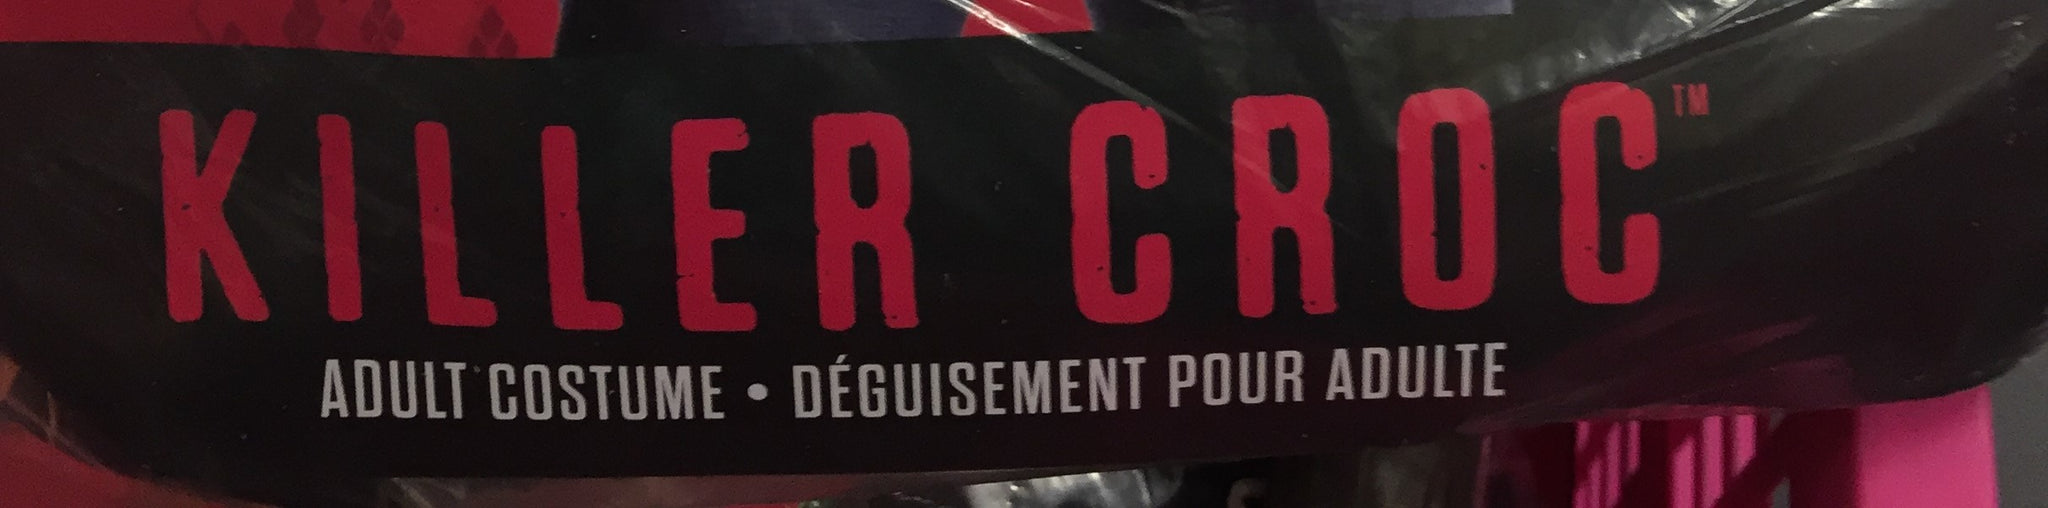 KILLER CROC™
ADULT COSTUME • DÉGUISEMENT POUR ADULTE